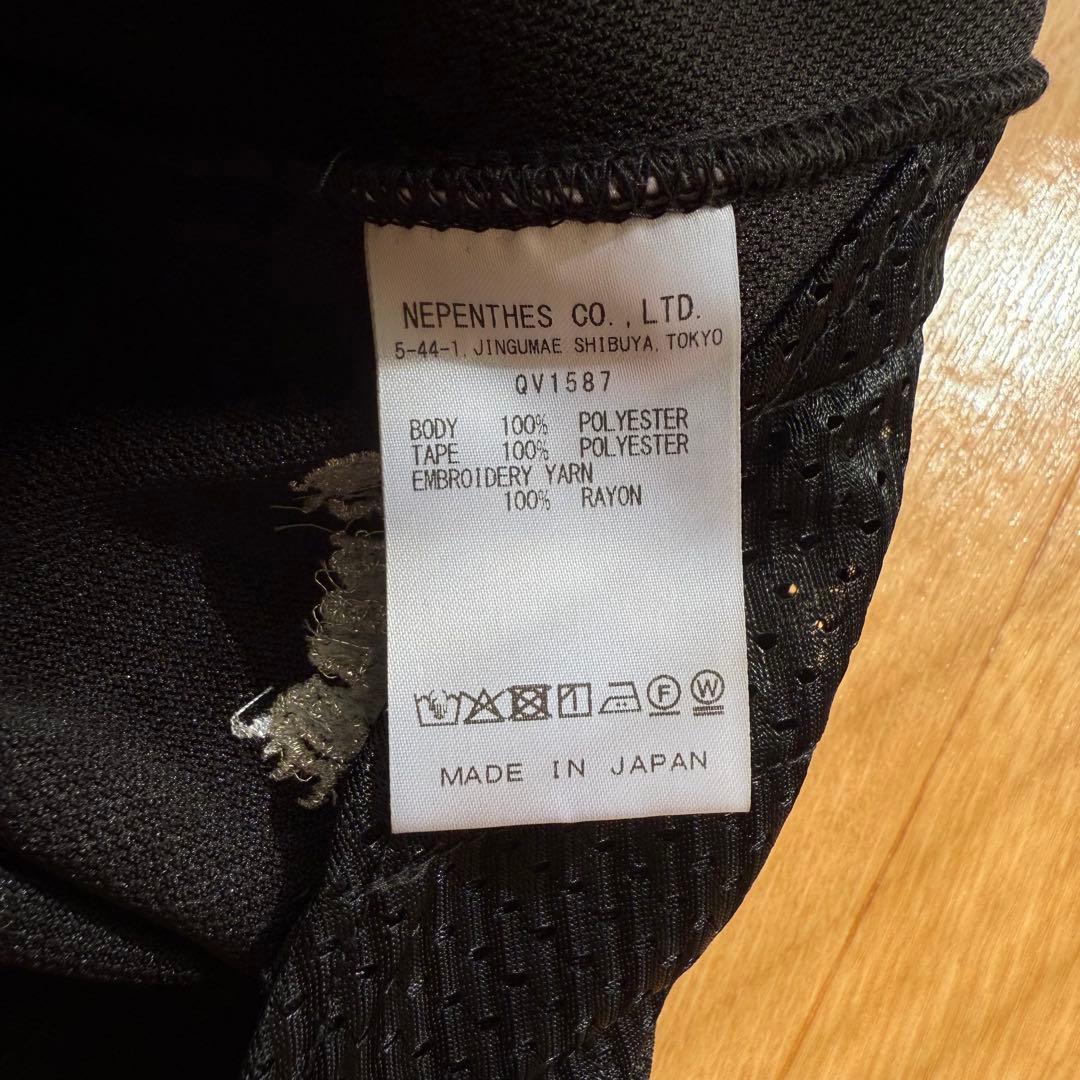 NEPENTHES CO., LTD.
5-44-1, JINGUMAE SHIBUYA, TOKYO
QV1587
BODY 100% POLYESTER
TAPE 100% POLYESTER
EMBROIDERY YARN
100% RAYON
F W
MADE IN JAPAN